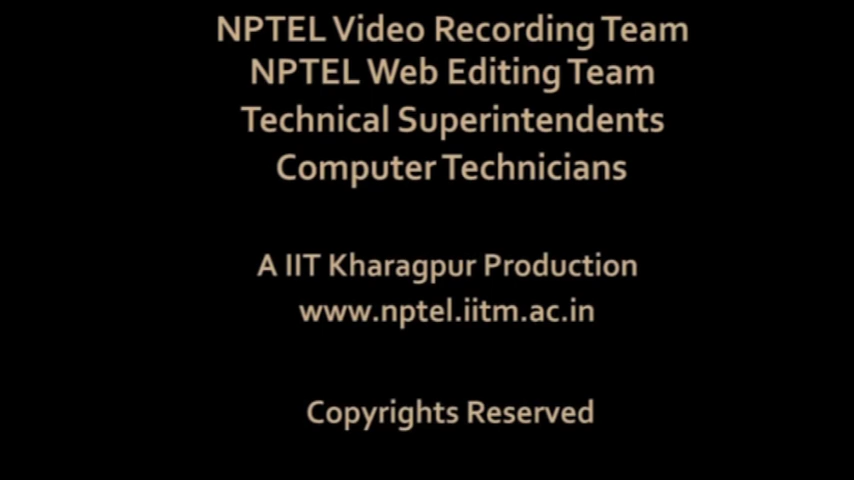 NPTEL Video Recording Team
NPTEL Web Editing Team
Technical Superintendents
Computer Technicians
A IIT Kharagpur Production
www.nptel.iitm.ac.in
Copyrights Reserved